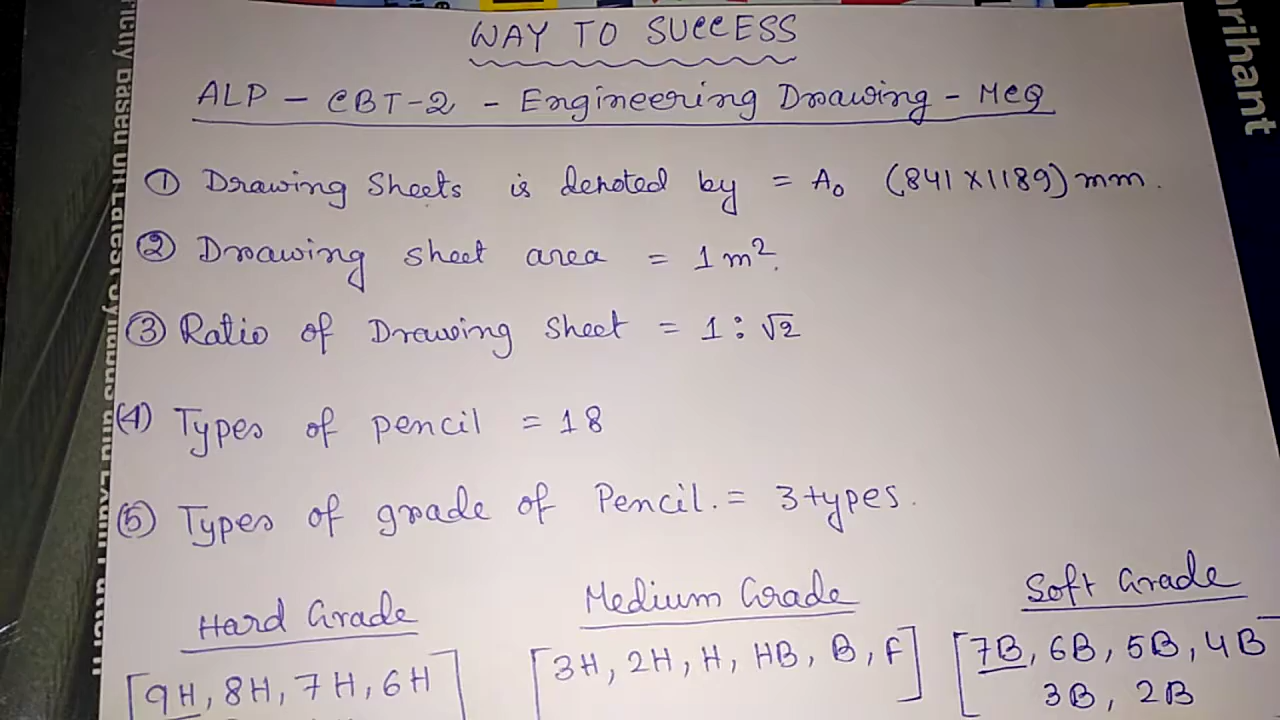 WAY TO SUCCESS
ALP - CBT-2 - Engineering Drawing - MCQ
① Drawing Sheets is denoted by = A₀ (841X1189) mm.
② Drawing sheet area = 1 m².
③ Ratio of Drawing Sheet = 1 : √2
(4) Types of pencil = 18
⑤ Types of grade of Pencil. = 3 types.
Hard Grade
[9H, 8H, 7H, 6H]
Medium Grade
[3H, 2H, H, HB, B, F]
Soft Grade
[7B, 6B, 5B, 4B
3B, 2B
arihant